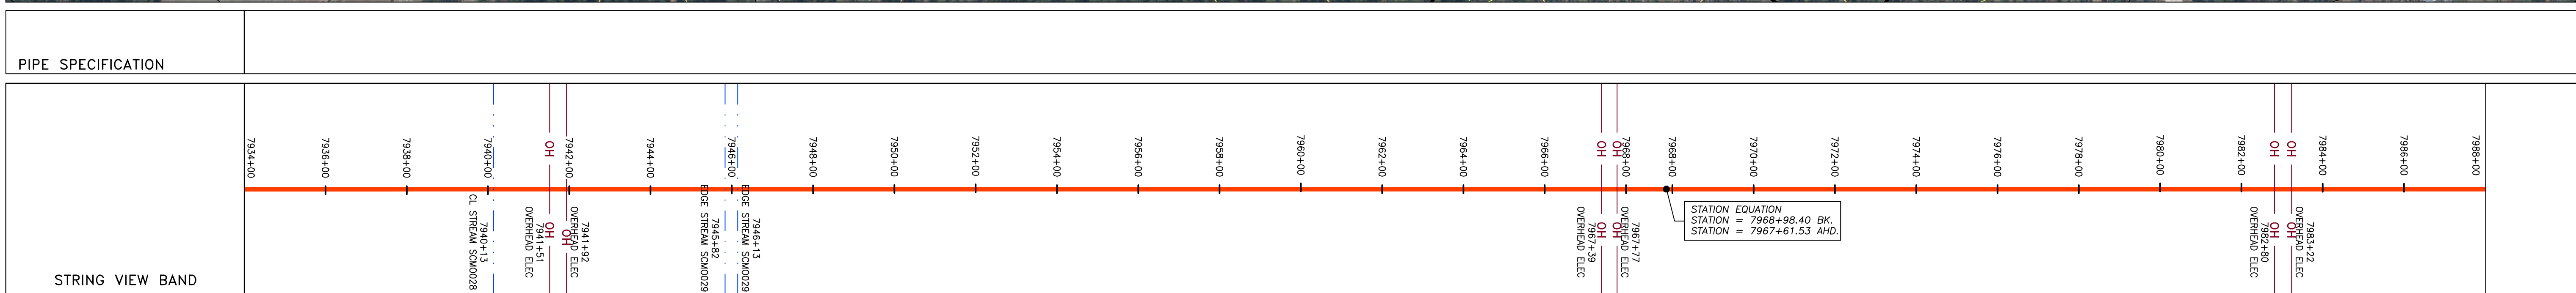 PIPE SPECIFICATION
STRING VIEW BAND
7934+00
7936+00
7938+00
7940+00
7942+00
7944+00
7946+00
7948+00
7950+00
7952+00
7954+00
7956+00
7958+00
7960+00
7962+00
7964+00
7966+00
7968+00
7968+00
7970+00
7972+00
7974+00
7976+00
7978+00
7980+00
7982+00
7984+00
7986+00
7988+00
OH
OH
OH
OH
OH
7940+13
CL STREAM SCMO0028
7941+51
OVERHEAD ELEC
OH
OH
7941+92
OVERHEAD ELEC
7945+82
EDGE STREAM SCMO0029
7946+13
EDGE STREAM SCMO0029
7967+39
OVERHEAD ELEC
OH
OH
7967+77
OVERHEAD ELEC
STATION EQUATION
STATION = 7968+98.40 BK.
STATION = 7967+61.53 AHD.
7982+80
OVERHEAD ELEC
OH
OH
7983+22
OVERHEAD ELEC